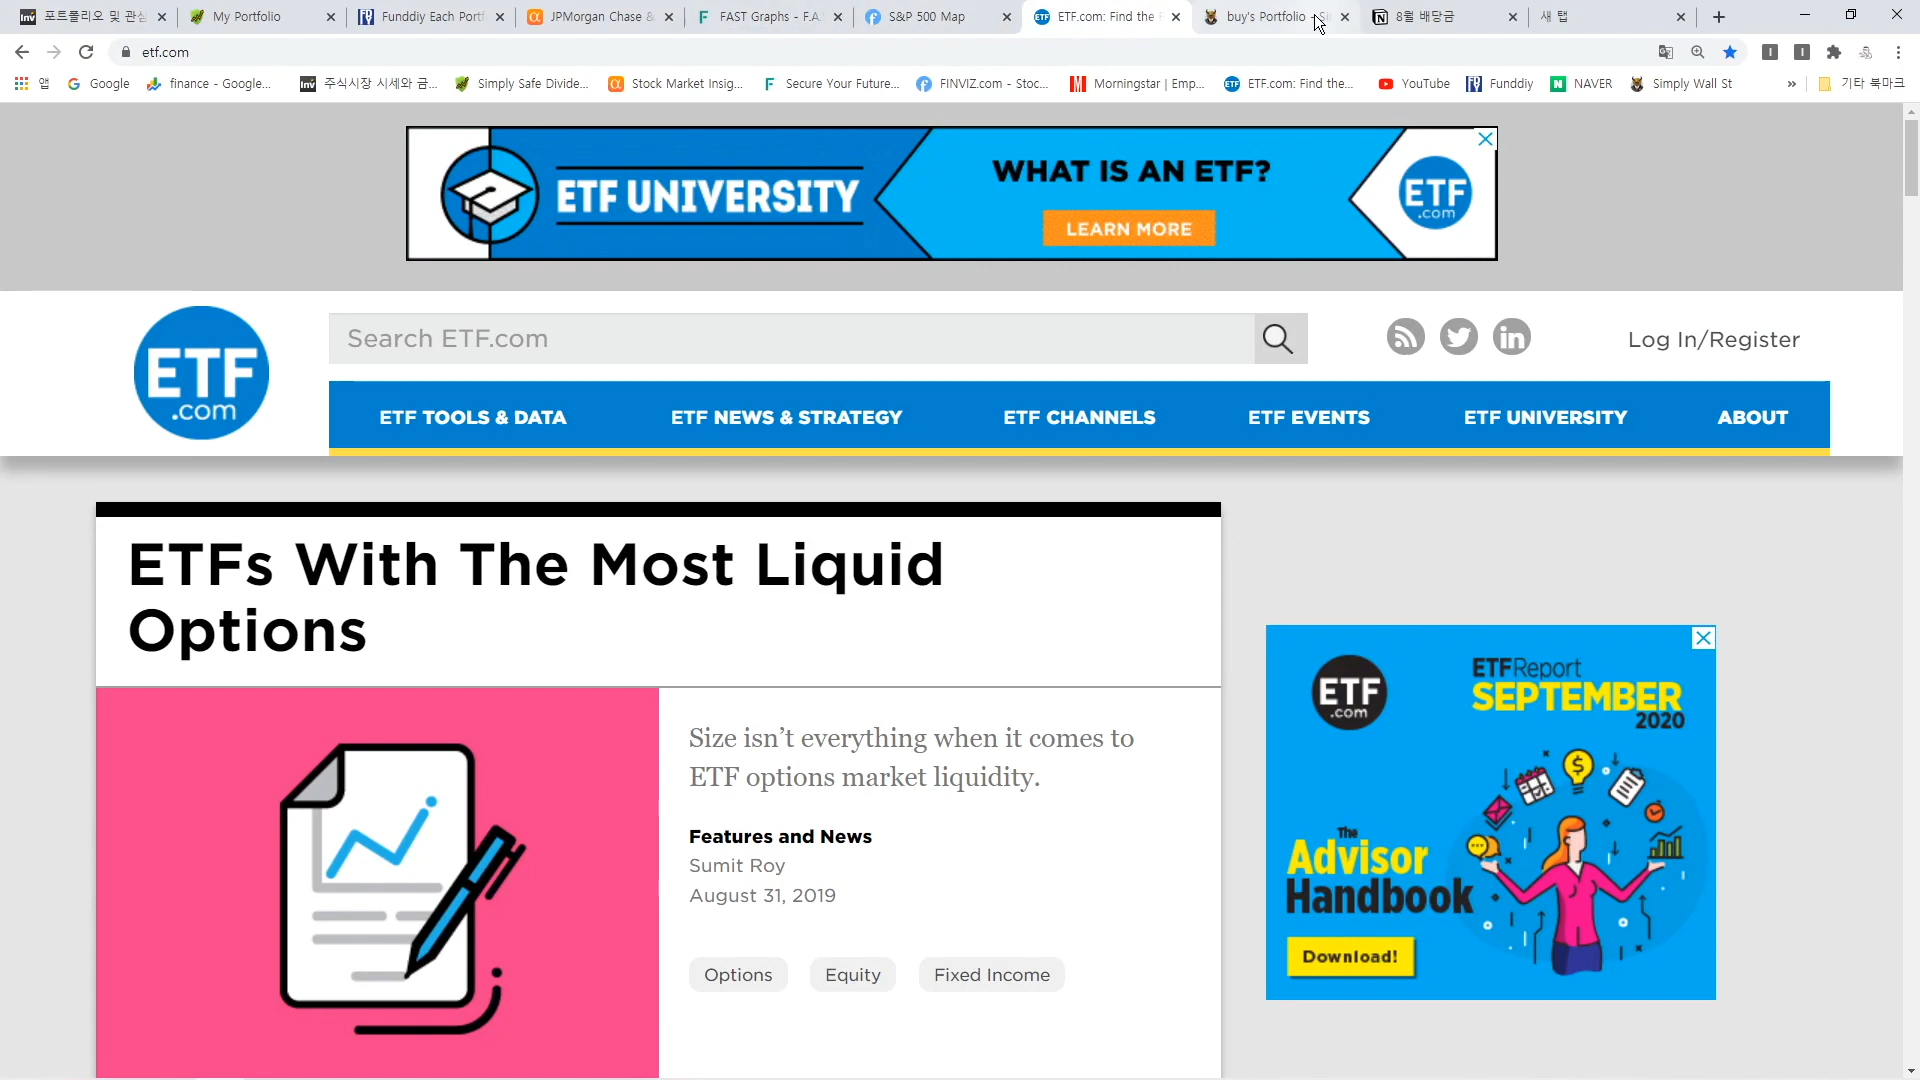 포트폴리오 및 관심
My Portfolio
Funddiy Each Portf
JPMorgan Chase &
FAST Graphs - F.A.
S&P 500 Map
ETF.com: Find the
buy's Portfolio
8월 배당금
새 탭
etf.com
앱
Google
finance - Google...
주식시장 시세와 금...
Simply Safe Divide...
Stock Market Insig...
Secure Your Future...
FINVIZ.com - Stoc...
Morningstar | Emp...
ETF.com: Find the...
YouTube
Funddiy
NAVER
Simply Wall St
»
기타 북마크
ETF UNIVERSITY
WHAT IS AN ETF?
LEARN MORE
ETF
.com
ETF
.com
Search ETF.com
Log In/Register
ETF TOOLS & DATA
ETF NEWS & STRATEGY
ETF CHANNELS
ETF EVENTS
ETF UNIVERSITY
ABOUT
ETFs With The Most Liquid
Options
Size isn’t everything when it comes to
ETF options market liquidity.
Features and News
Sumit Roy
August 31, 2019
Options
Equity
Fixed Income
ETF
.com
ETFReport
SEPTEMBER
2020
The
Advisor
Handbook
Download!